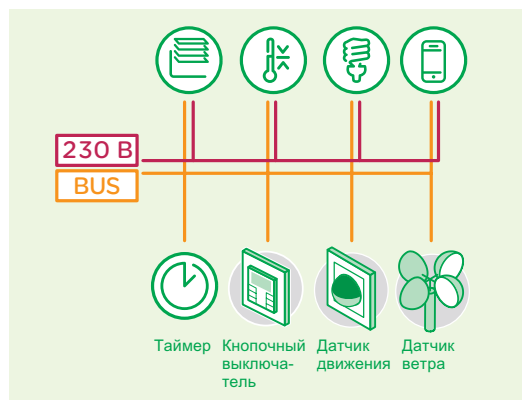 230 В
BUS
Таймер
Кнопочный
выключа-
тель
Датчик
движения
Датчик
ветра